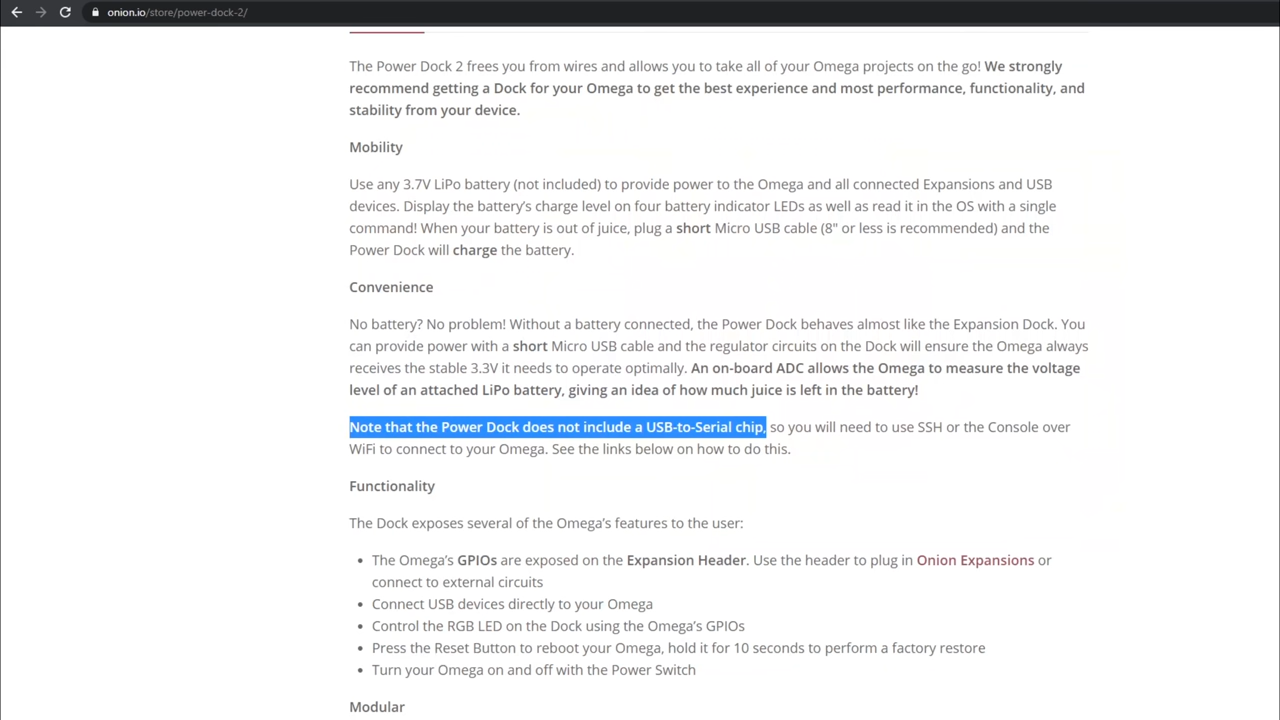 onion.io/store/power-dock-2/
The Power Dock 2 frees you from wires and allows you to take all of your Omega projects on the go! We strongly
recommend getting a Dock for your Omega to get the best experience and most performance, functionality, and
stability from your device.
Mobility
Use any 3.7V LiPo battery (not included) to provide power to the Omega and all connected Expansions and USB
devices. Display the battery’s charge level on four battery indicator LEDs as well as read it in the OS with a single
command! When your battery is out of juice, plug a short Micro USB cable (8" or less is recommended) and the
Power Dock will charge the battery.
Convenience
No battery? No problem! Without a battery connected, the Power Dock behaves almost like the Expansion Dock. You
can provide power with a short Micro USB cable and the regulator circuits on the Dock will ensure the Omega always
receives the stable 3.3V it needs to operate optimally. An on-board ADC allows the Omega to measure the voltage
level of an attached LiPo battery, giving an idea of how much juice is left in the battery!
Note that the Power Dock does not include a USB-to-Serial chip, so you will need to use SSH or the Console over
WiFi to connect to your Omega. See the links below on how to do this.
Functionality
The Dock exposes several of the Omega’s features to the user:
• The Omega’s GPIOs are exposed on the Expansion Header. Use the header to plug in Onion Expansions or
connect to external circuits
• Connect USB devices directly to your Omega
• Control the RGB LED on the Dock using the Omega’s GPIOs
• Press the Reset Button to reboot your Omega, hold it for 10 seconds to perform a factory restore
• Turn your Omega on and off with the Power Switch
Modular